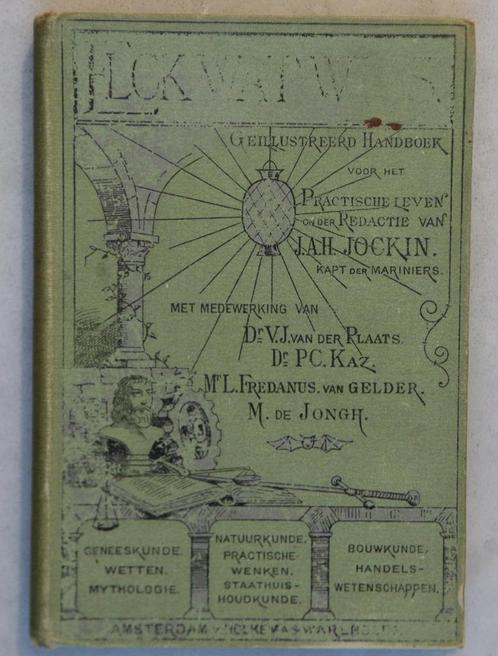 ELCK WAT W
GEÏLLUSTREERD HANDBOEK
VOOR HET
PRACTISCHE LEVEN
ONDER REDACTIE VAN
J.A.H. JOCKIN.
KAPT DER MARINIERS.
MET MEDEWERKING VAN
DR. V.J. VAN DER PLAATS.
DR. P.C. KAZ.
MR. L. FREDANUS. VAN GELDER.
M. DE JONGH.
GENEESKUNDE.
WETTEN.
MYTHOLOGIE.
NATUURKUNDE.
PRACTISCHE-
WENKEN.
STAATHUIS-
HOUDKUNDE.
BOUWKUNDE.
HANDELS-
WETENSCHAPPEN.
AMSTERDAM